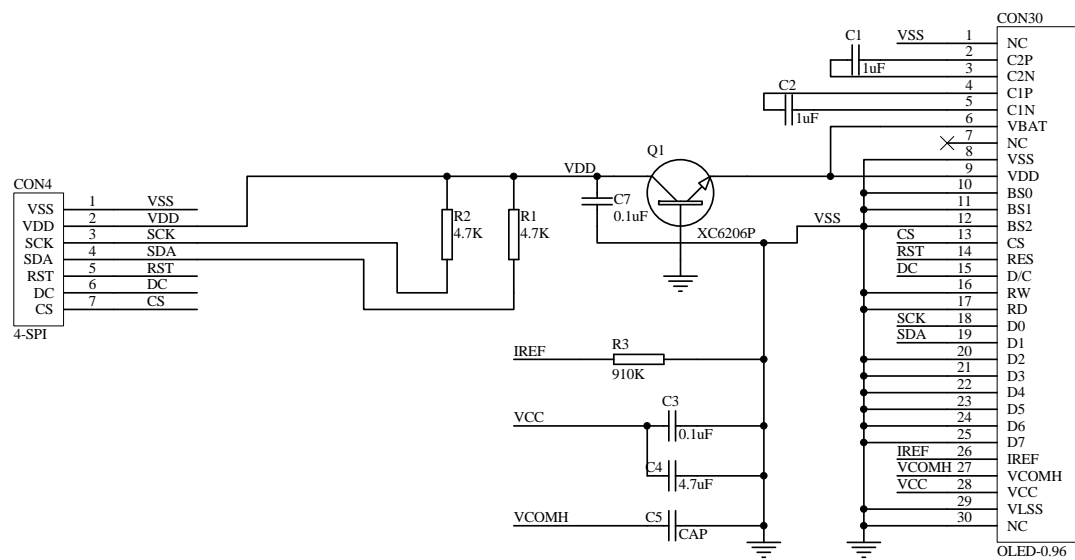 CON30
C1
1uF
C2
1uF
VSS 1 NC
2 C2P
3 C2N
4 C1P
5 C1N
6 VBAT
7 NC
8 VSS
9 VDD
10 BS0
11 BS1
VSS 12 BS2
CS 13 CS
RST 14 RES
DC 15 D/C
16 RW
17 RD
SCK 18 D0
SDA 19 D1
20 D2
21 D3
22 D4
23 D5
24 D6
25 D7
IREF 26 IREF
VCOMH 27 VCOMH
VCC 28 VCC
29 VLSS
30 NC
OLED-0.96
CON4
VSS 1 VSS
VDD 2 VDD
SCK 3 SCK
SDA 4 SDA
RST 5 RST
DC 6 DC
CS 7 CS
4-SPI
R2
4.7K
R1
4.7K
VDD
C7
0.1uF
Q1
XC6206P
IREF
R3
910K
VCC
C3
0.1uF
C4
4.7uF
VCOMH
C5
CAP